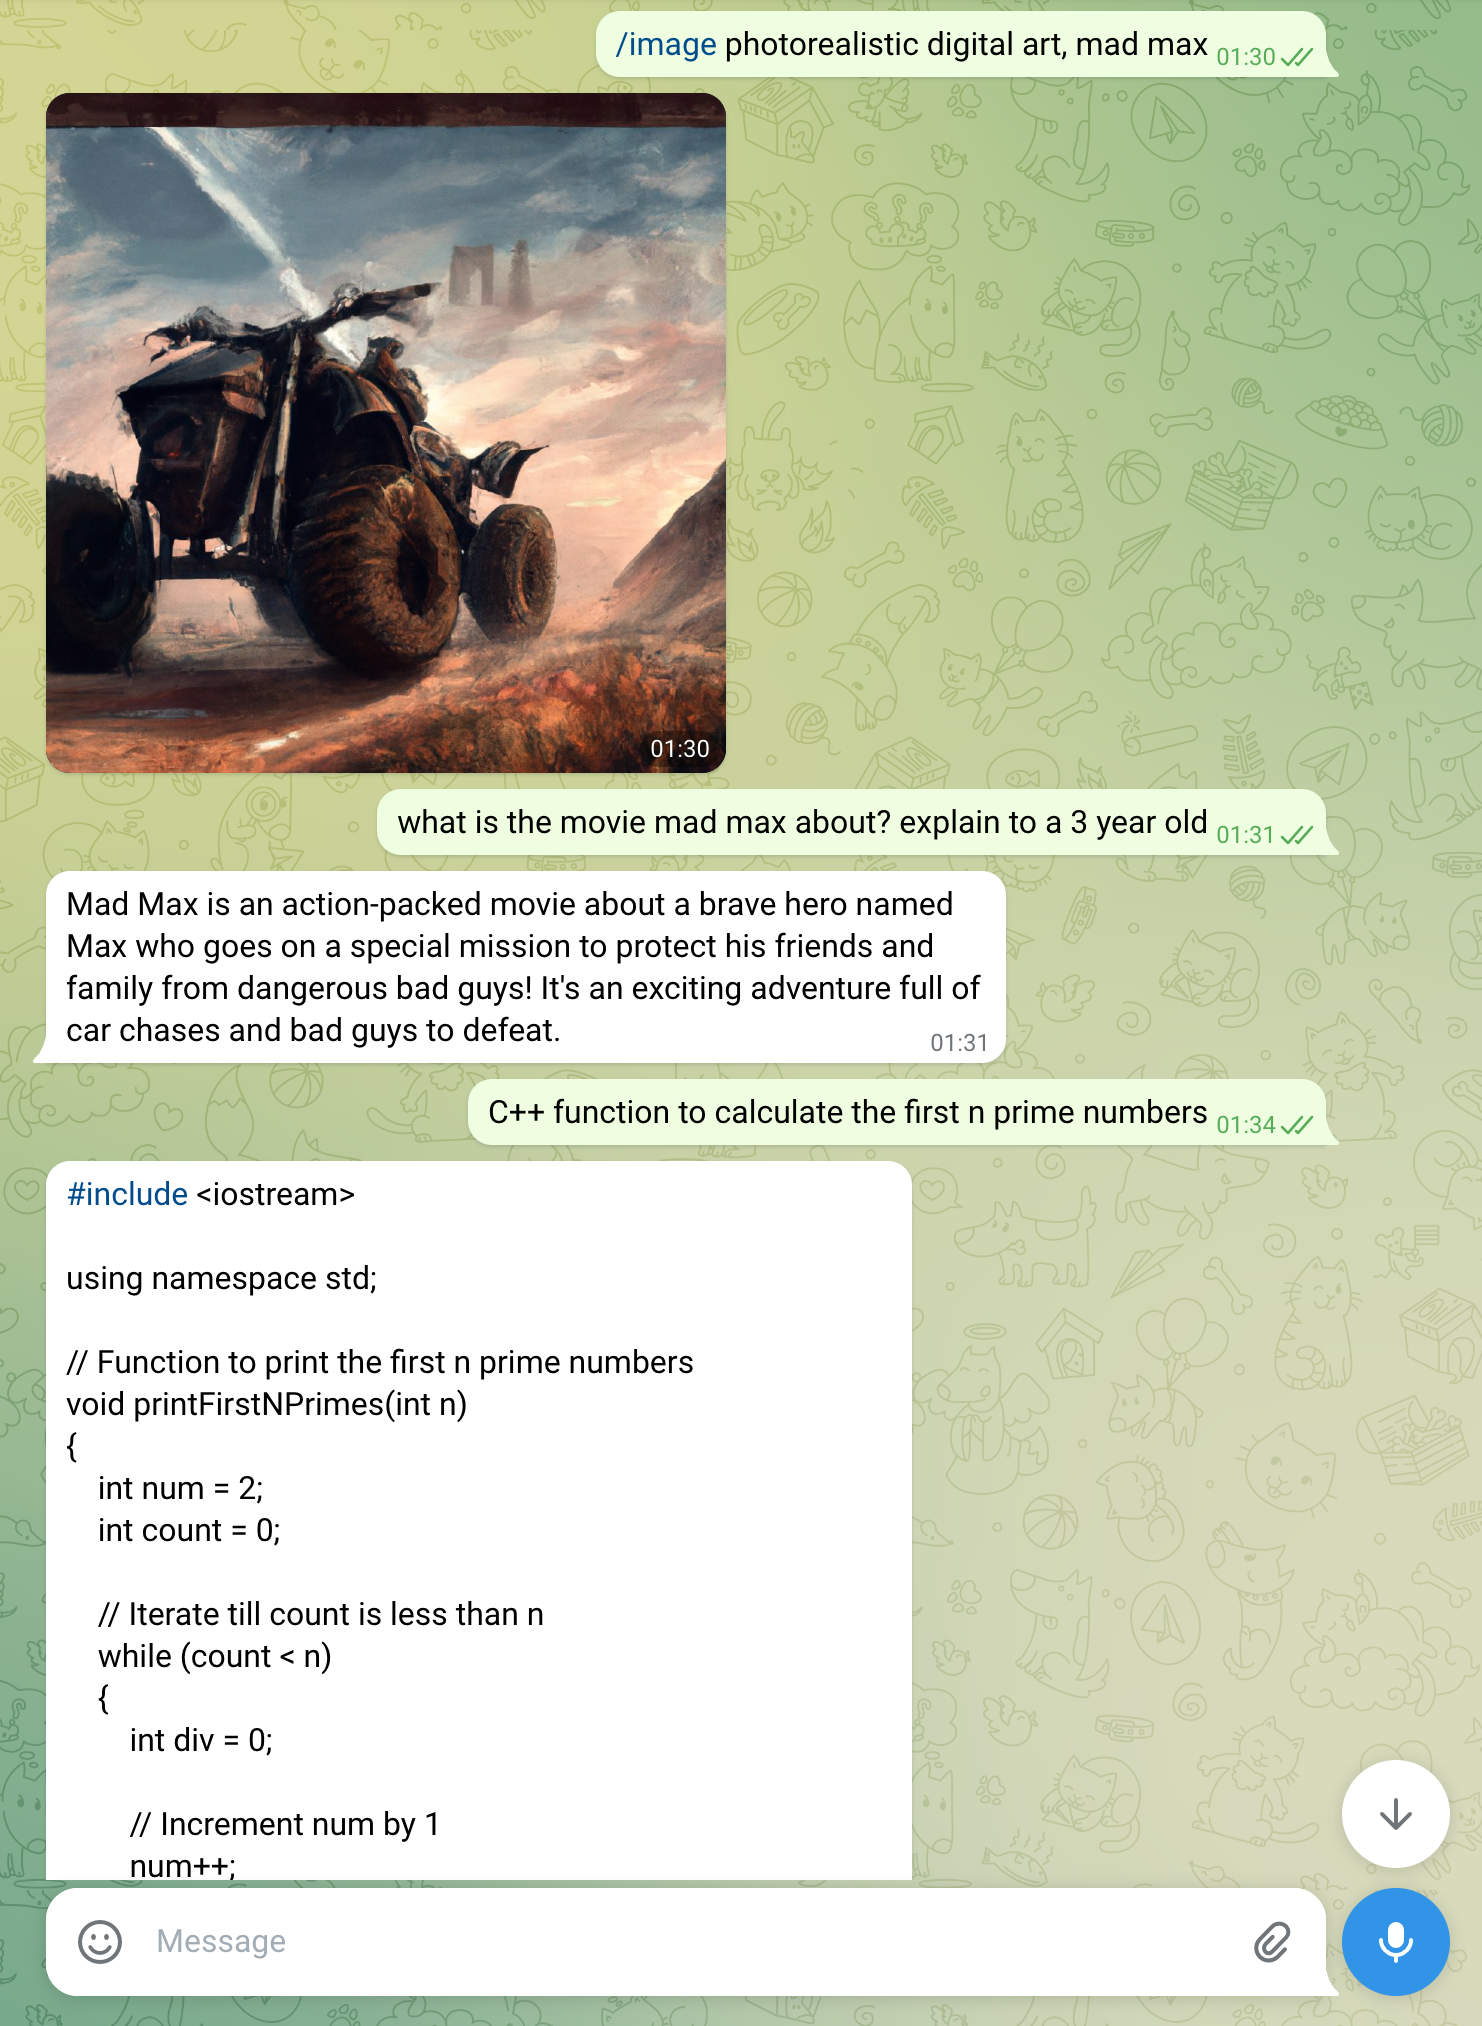 /image photorealistic digital art, mad max 01:30
01:30
what is the movie mad max about? explain to a 3 year old 01:31
Mad Max is an action-packed movie about a brave hero named
Max who goes on a special mission to protect his friends and
family from dangerous bad guys! It's an exciting adventure full of
car chases and bad guys to defeat. 01:31
C++ function to calculate the first n prime numbers 01:34
#include <iostream>
using namespace std;
// Function to print the first n prime numbers
void printFirstNPrimes(int n)
{
int num = 2;
int count = 0;
// Iterate till count is less than n
while (count < n)
{
int div = 0;
// Increment num by 1
num++;
Message